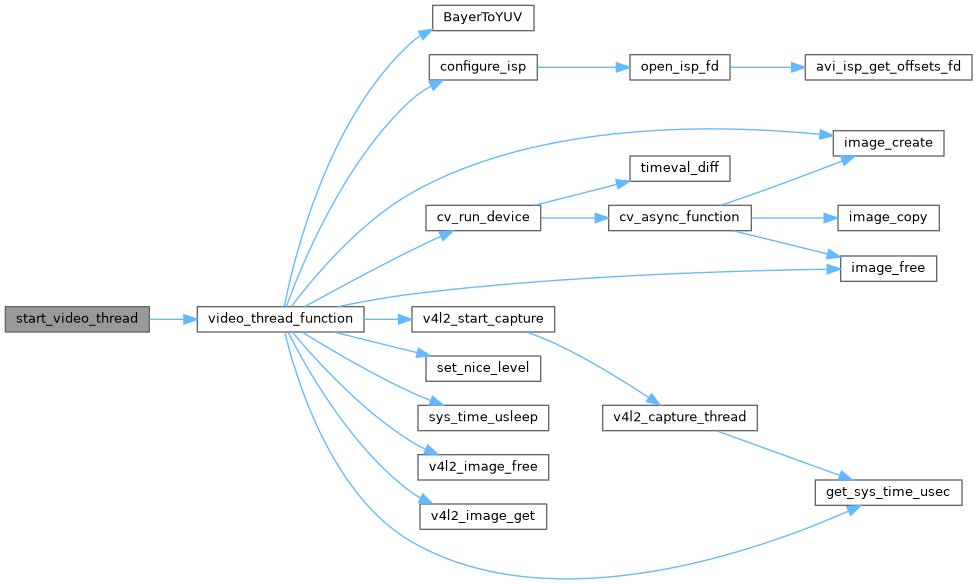 BayerToYUV
configure_isp
open_isp_fd
avi_isp_get_offsets_fd
image_create
timeval_diff
cv_run_device
cv_async_function
image_copy
image_free
start_video_thread
video_thread_function
v4l2_start_capture
set_nice_level
sys_time_usleep
v4l2_capture_thread
v4l2_image_free
get_sys_time_usec
v4l2_image_get